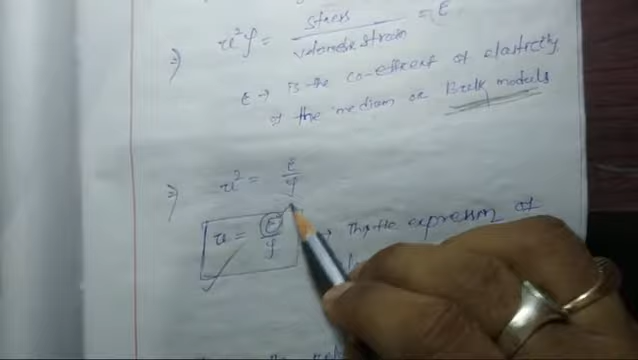 ⇒ u²ρ = stress / volume strain = E
E → is the co-efficient of elasticity
of the medium or Bulk moduls
⇒ u² = E / ρ
u = E / ρ → This the expression of